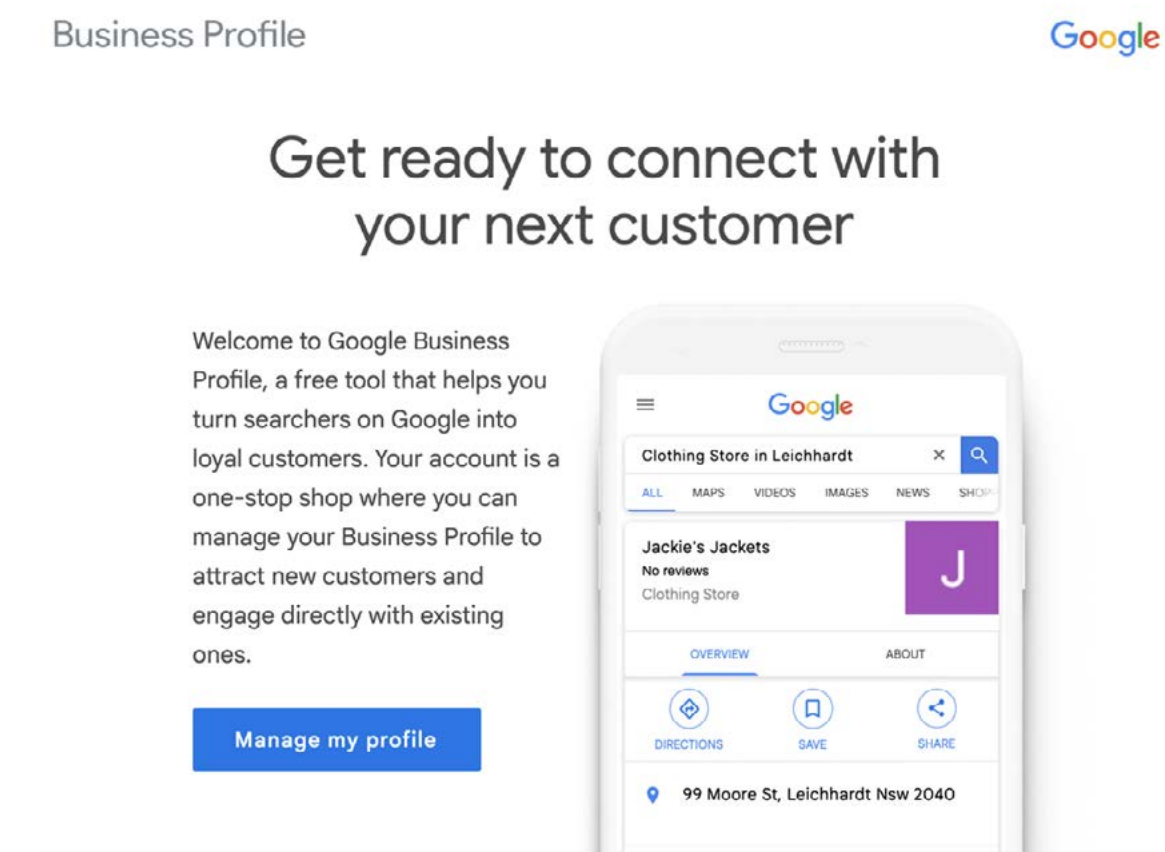 Business Profile
Google
Get ready to connect with
your next customer
Welcome to Google Business
Profile, a free tool that helps you
turn searchers on Google into
loyal customers. Your account is a
one-stop shop where you can
manage your Business Profile to
attract new customers and
engage directly with existing
ones.
Manage my profile
Google
Clothing Store in Leichhardt
ALL MAPS VIDEOS IMAGES NEWS
Jackie's Jackets
No reviews
Clothing Store
J
OVERVIEW ABOUT
DIRECTIONS SAVE SHARE
99 Moore St, Leichhardt Nsw 2040